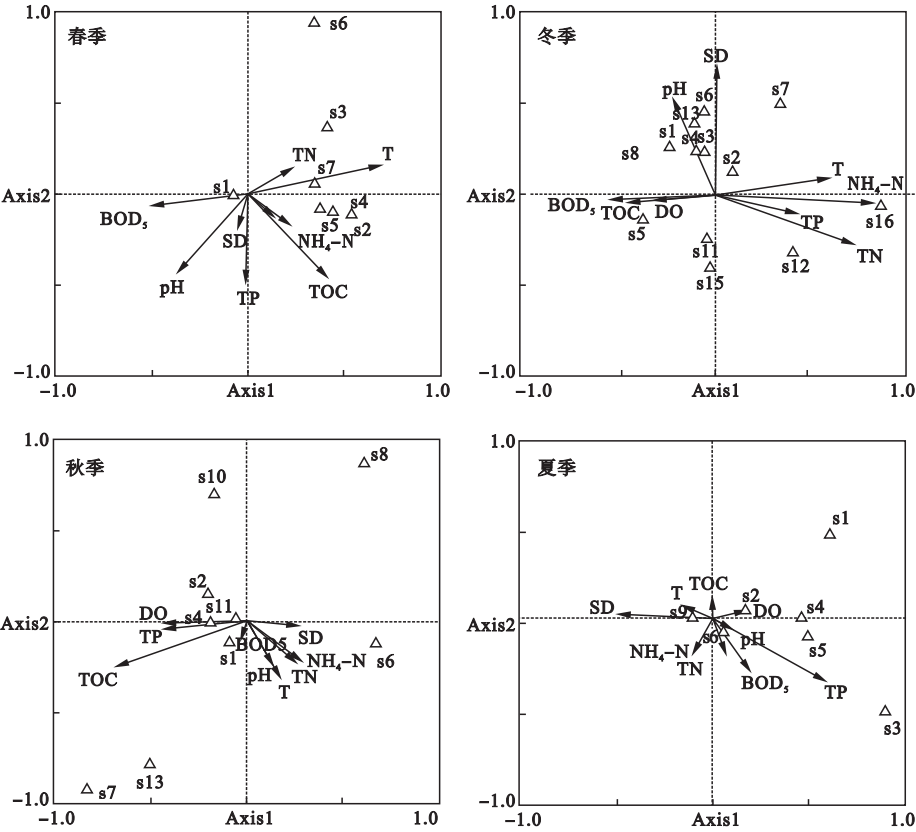 1.0
春季
s6
s3
TN
T
s7
s1
Axis2
BOD₅
s4
s5
s2
SD
NH₄-N
pH
TP
TOC
-1.0
-1.0
Axis1
1.0
1.0
冬季
SD
pH
s6
s7
s13
s1
s4
s3
s8
s2
T
NH₄-N
Axis2
BOD₅
TOC
DO
s16
TP
s5
s11
TN
s12
s15
-1.0
-1.0
Axis1
1.0
1.0
秋季
s8
s10
s2
s11
DO
s4
Axis2
TP
SD
BOD5
s1
NH₄-N
s6
TOC
pH
TN
T
s13
s7
-1.0
-1.0
Axis1
1.0
1.0
夏季
s1
TOC
T
s2
SD
s9
DO
s4
Axis2
s6
pH
s5
NH₄-N
TN
BOD₅
TP
s3
-1.0
-1.0
Axis1
1.0